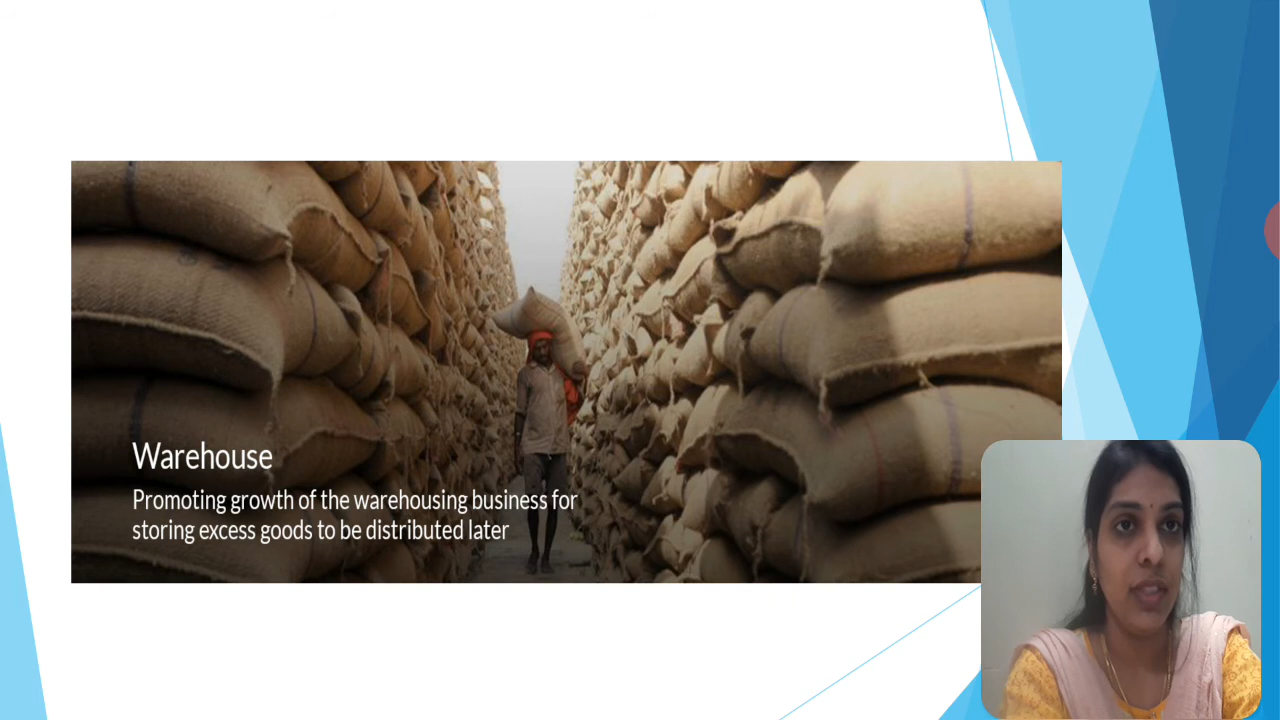 Warehouse
Promoting growth of the warehousing business for
storing excess goods to be distributed later